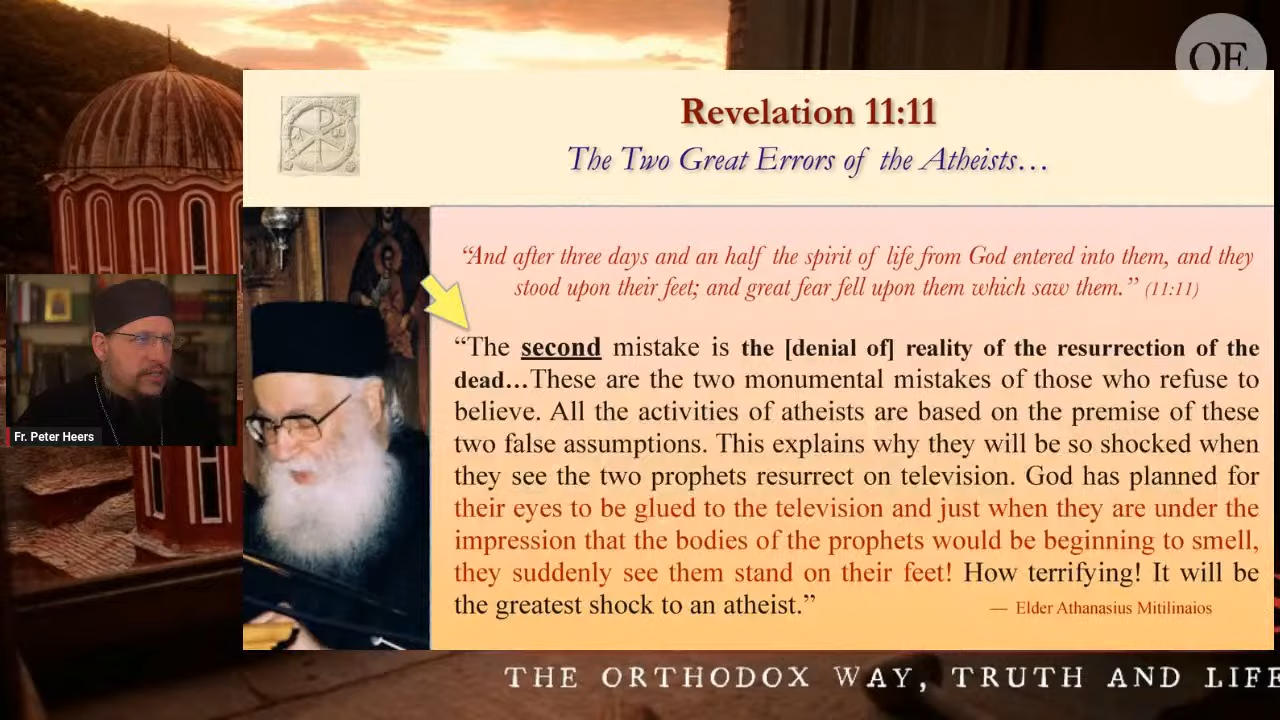 OE
Revelation 11:11
The Two Great Errors of the Atheists…
“And after three days and an half the spirit of life from God entered into them, and they
stood upon their feet; and great fear fell upon them which saw them.” (11:11)
“The second mistake is the [denial of] reality of the resurrection of the
dead…These are the two monumental mistakes of those who refuse to
believe. All the activities of atheists are based on the premise of these
two false assumptions. This explains why they will be so shocked when
they see the two prophets resurrect on television. God has planned for
their eyes to be glued to the television and just when they are under the
impression that the bodies of the prophets would be beginning to smell,
they suddenly see them stand on their feet! How terrifying! It will be
the greatest shock to an atheist.”
— Elder Athanasius Mitilinaios
Fr. Peter Heers
THE ORTHODOX WAY, TRUTH AND LIFE